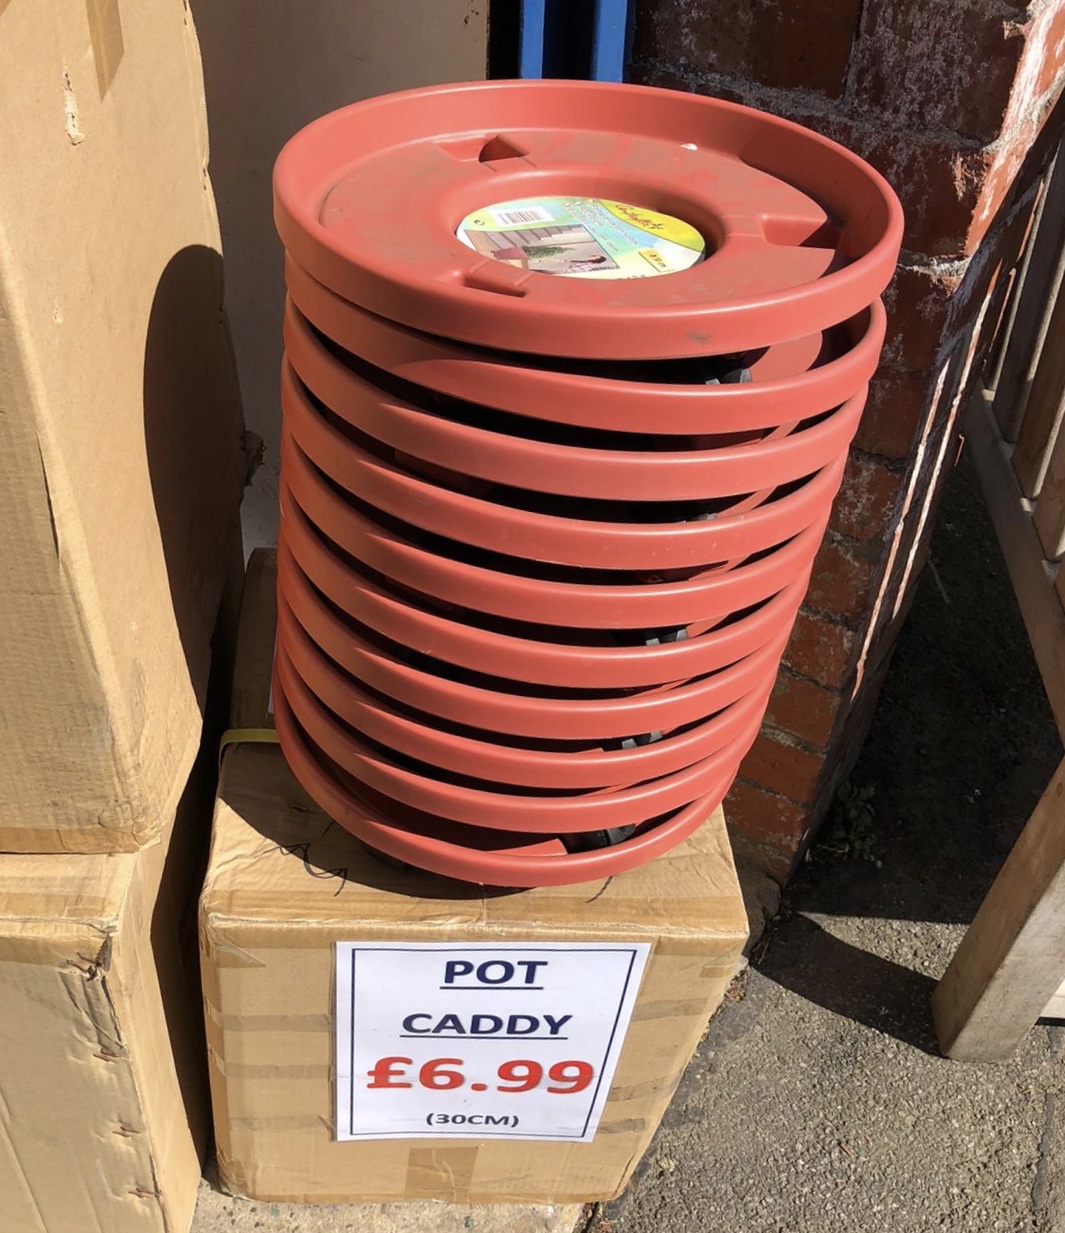 POT
CADDY
£6.99
(30CM)